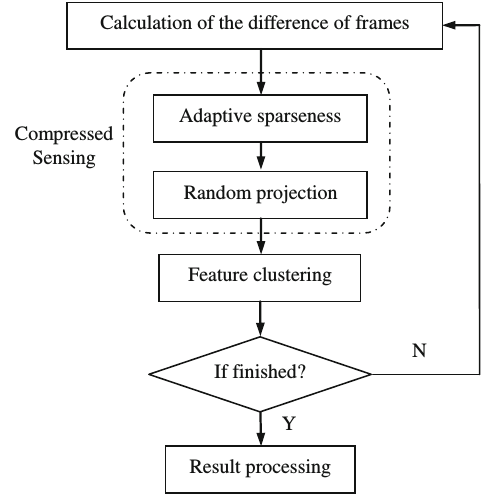 Calculation of the difference of frames
Adaptive sparseness
Compressed
Sensing
Random projection
Feature clustering
If finished?
N
Y
Result processing